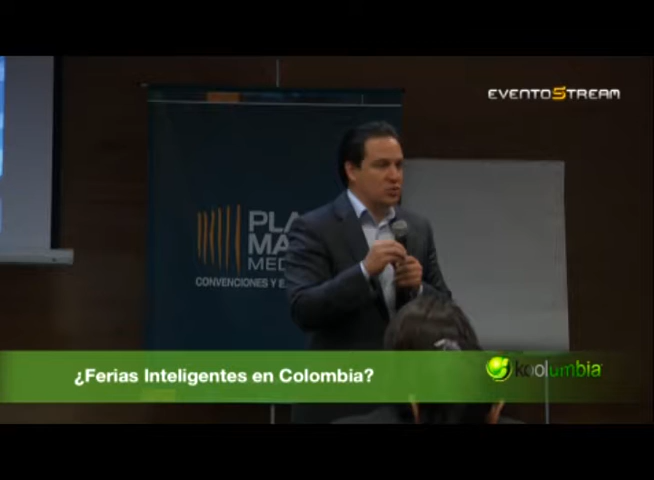 EVENTOSTREAM
PLA
MA
MED
CONVENCIONES Y E
¿Ferias Inteligentes en Colombia?
koolumbia